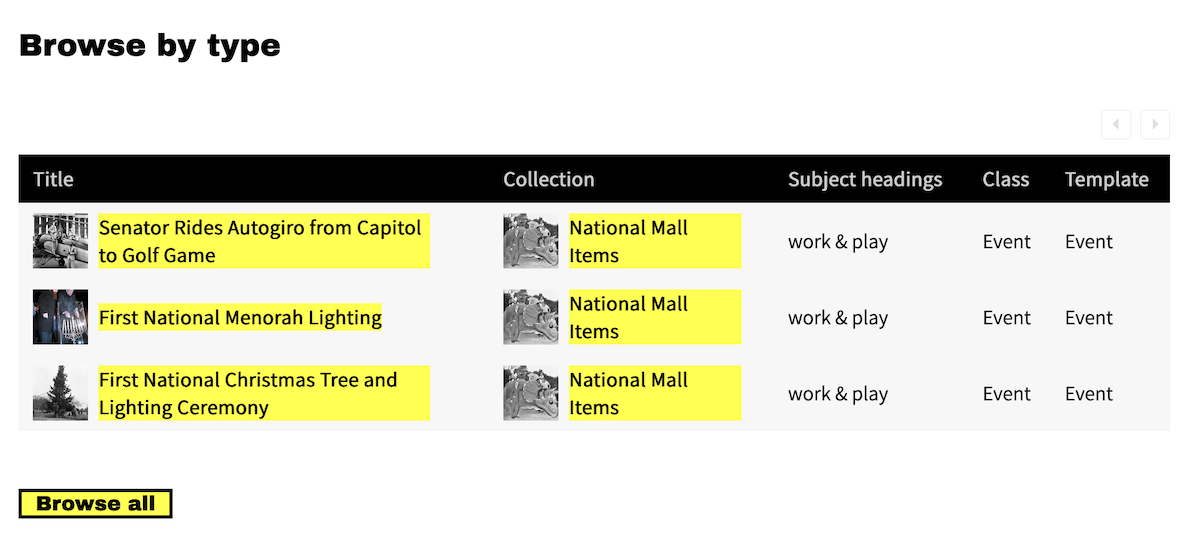 Browse by type
Title Collection Subject headings Class Template
Senator Rides Autogiro from Capitol
to Golf Game
National Mall
Items
work & play
Event
Event
First National Menorah Lighting
National Mall
Items
work & play
Event
Event
First National Christmas Tree and
Lighting Ceremony
National Mall
Items
work & play
Event
Event
Browse all